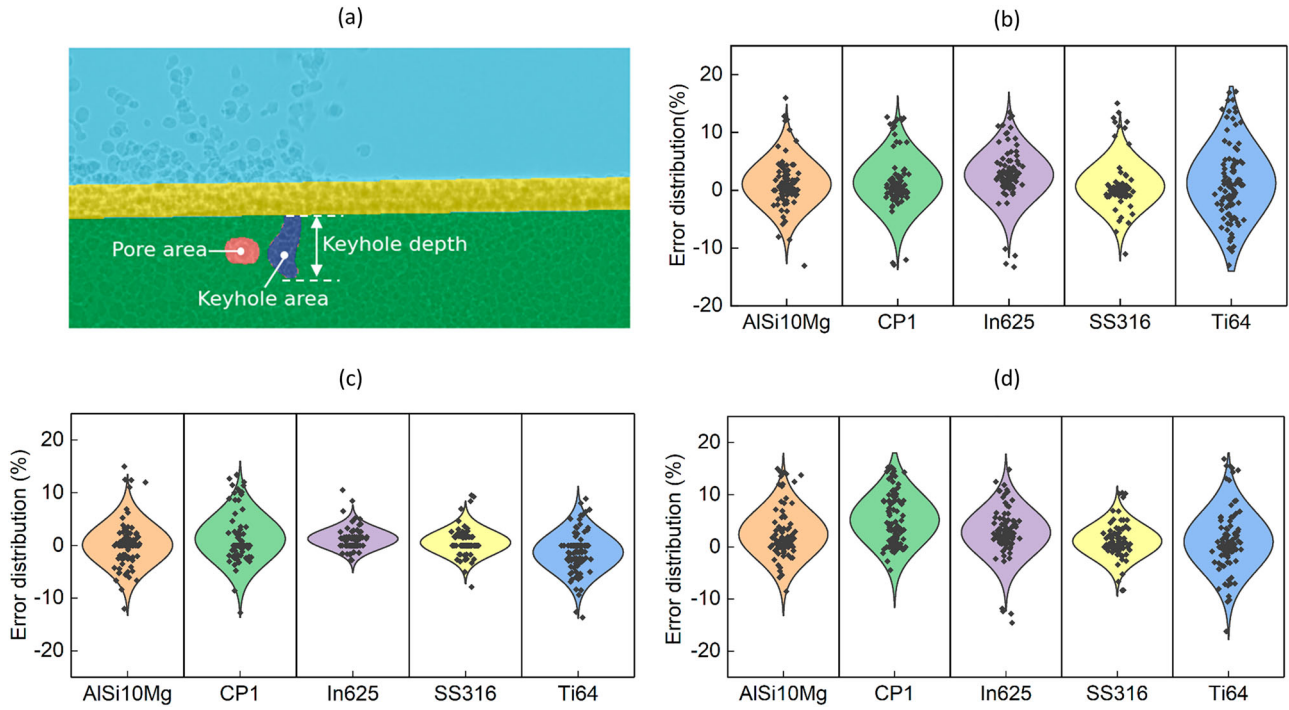 (a)
Pore area
Keyhole depth
Keyhole area
(b)
Error distribution(%)
20
10
0
-10
-20
AlSi10Mg CP1 In625 SS316 Ti64
(c)
Error distribution (%)
20
10
0
-10
-20
AlSi10Mg CP1 In625 SS316 Ti64
(d)
Error distribution (%)
20
10
0
-10
-20
AlSi10Mg CP1 In625 SS316 Ti64